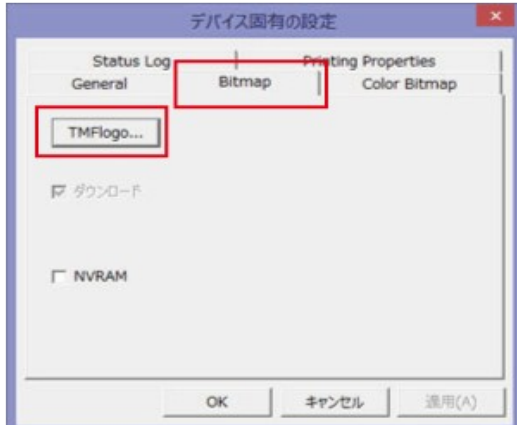 デバイス固有の設定
Status Log Printing Properties
General Bitmap Color Bitmap
TMFlogo...
ダウンロード
NVRAM
OK キャンセル 適用(A)